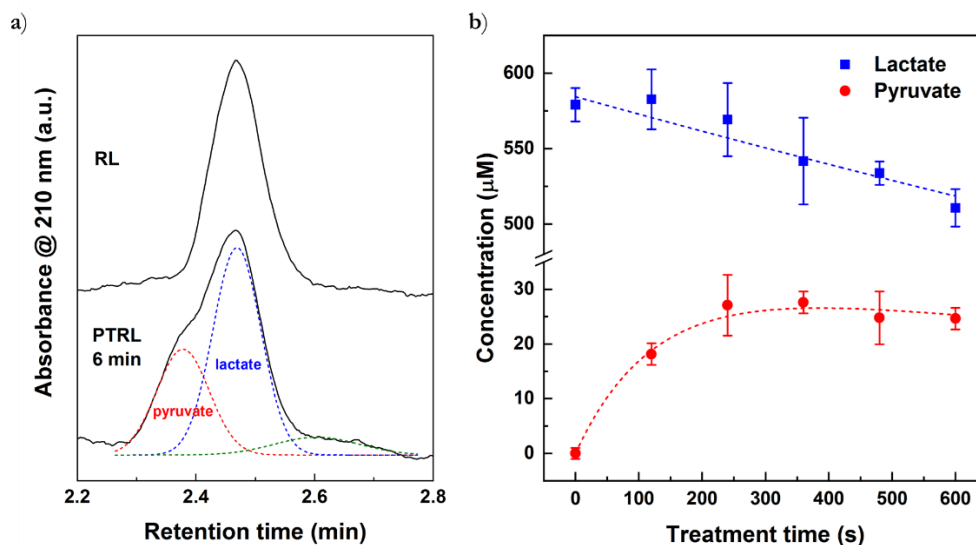 a)
Absorbance @ 210 nm (a.u.)
RL
PTRL
6 min
pyruvate
lactate
2.2
2.4
2.6
2.8
Retention time (min)
b)
Concentration (μM)
600
550
500
30
20
10
0
Lactate
Pyruvate
0
100
200
300
400
500
600
Treatment time (s)